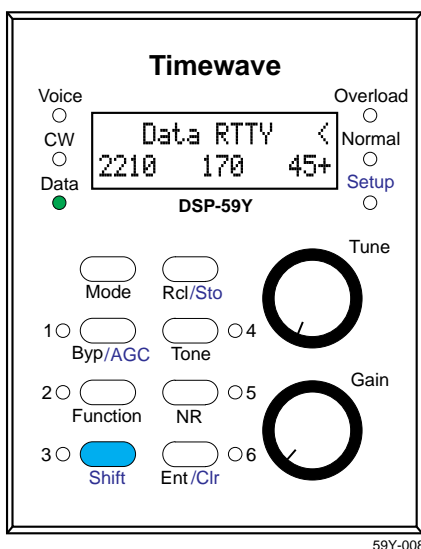 Timewave
Voice
Overload
CW
Normal
Data
Setup
Data RTTY <
2210 170 45+
DSP-59Y
Tune
Mode
Rcl/Sto
1
4
Byp/AGC
Tone
2
5
Gain
Function
NR
3
6
Shift
Ent/Clr
59Y-008